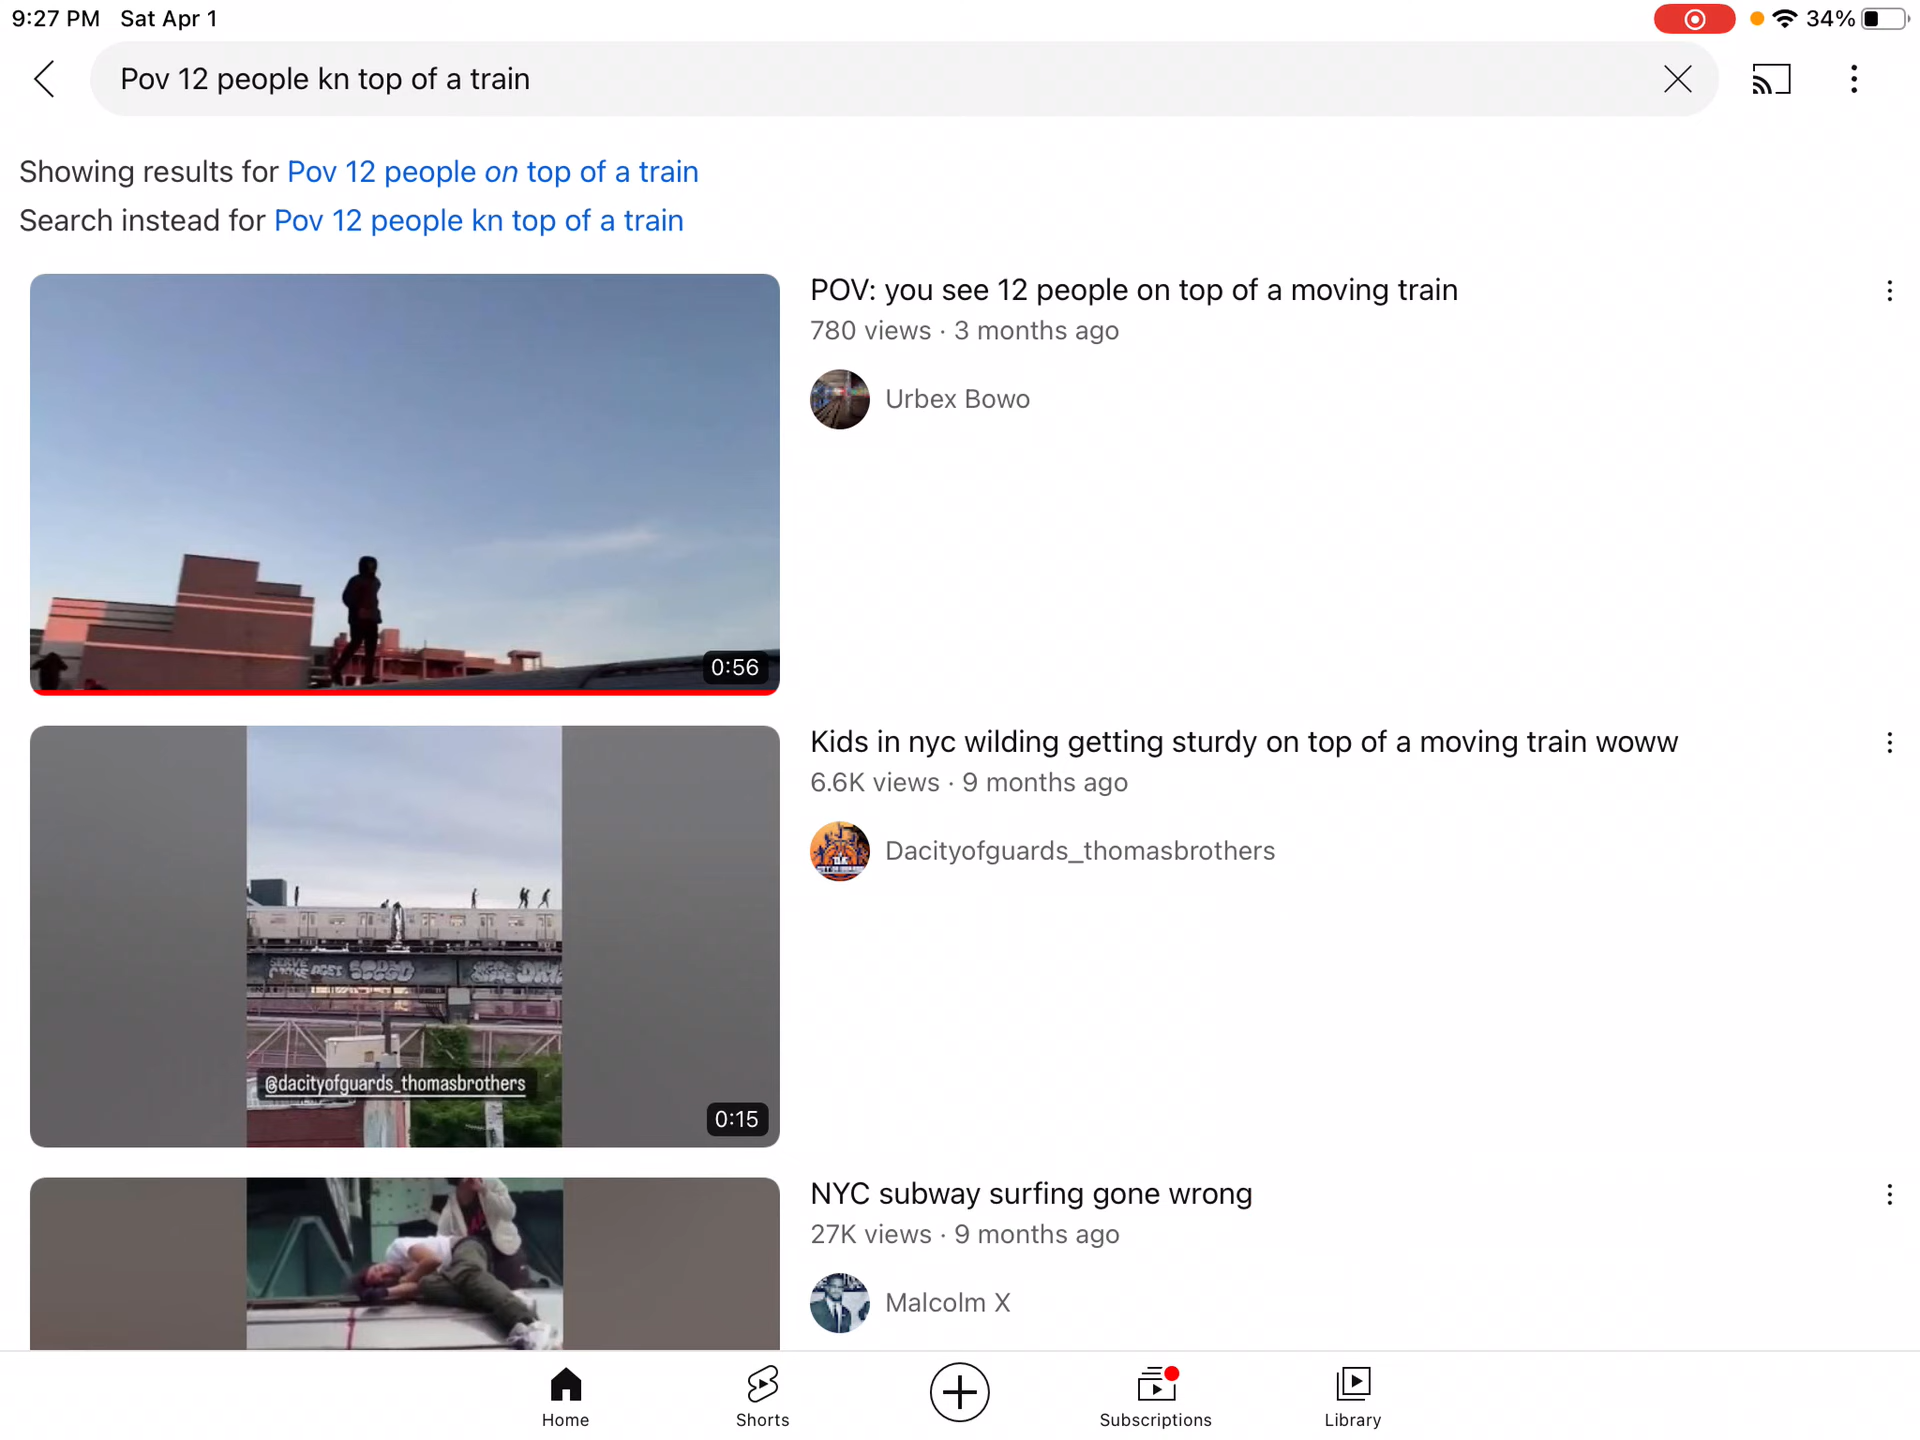 9:27 PM Sat Apr 1
34%
Pov 12 people kn top of a train
Showing results for Pov 12 people on top of a train
Search instead for Pov 12 people kn top of a train
POV: you see 12 people on top of a moving train
780 views · 3 months ago
Urbex Bowo
0:56
Kids in nyc wilding getting sturdy on top of a moving train woww
6.6K views · 9 months ago
Dacityofguards_thomasbrothers
@dacityofguards_thomasbrothers
0:15
NYC subway surfing gone wrong
27K views · 9 months ago
Malcolm X
Home
Shorts
Subscriptions
Library